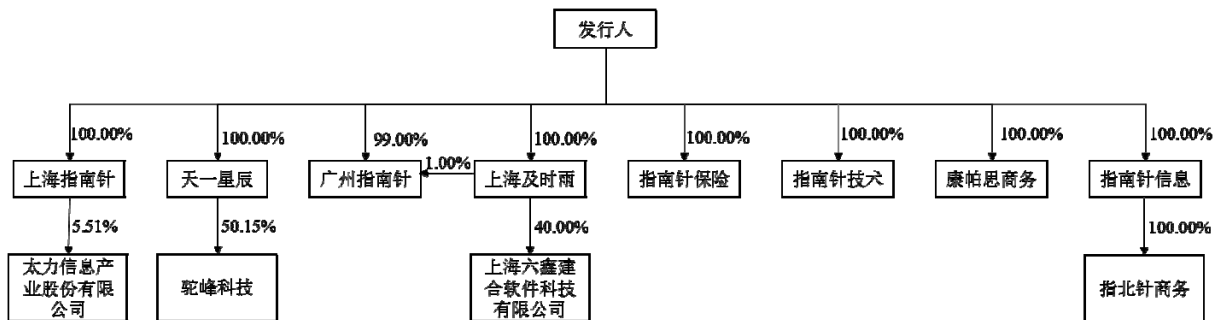 发行人
100.00%
100.00%
99.00%
100.00%
100.00%
100.00%
100.00%
100.00%
1.00%
上海指南针
天一星辰
广州指南针
上海及时雨
指南针保险
指南针技术
康帕思商务
指南针信息
5.51%
50.15%
40.00%
100.00%
太力信息产
业股份有限
公司
驼峰科技
上海六鑫建
合软件科技
有限公司
指北针商务